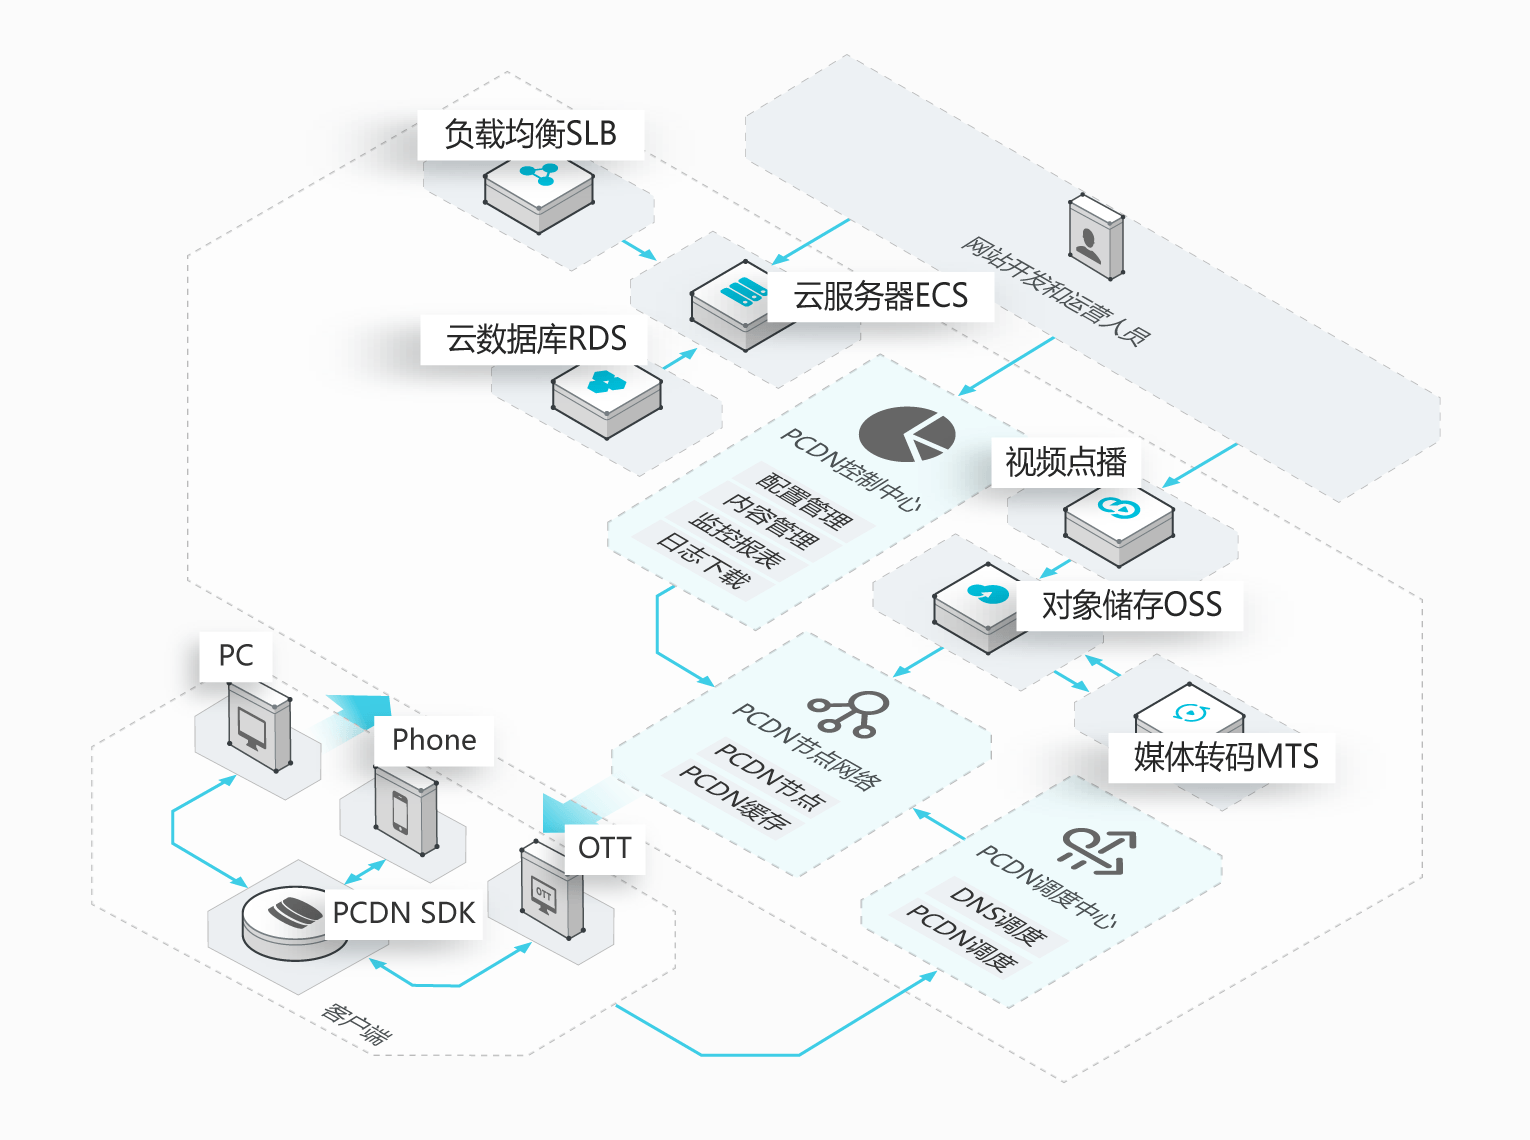 负载均衡SLB
网站开发和运营人员
云服务器ECS
云数据库RDS
PCDN控制中心
配置管理
内容管理
监控报表
日志下载
视频点播
对象储存OSS
媒体转码MTS
PCDN节点网络
PCDN节点
PCDN缓存
PCDN调度中心
DNS调度
PCDN调度
PC
Phone
OTT
OTT
PCDN SDK
客户端